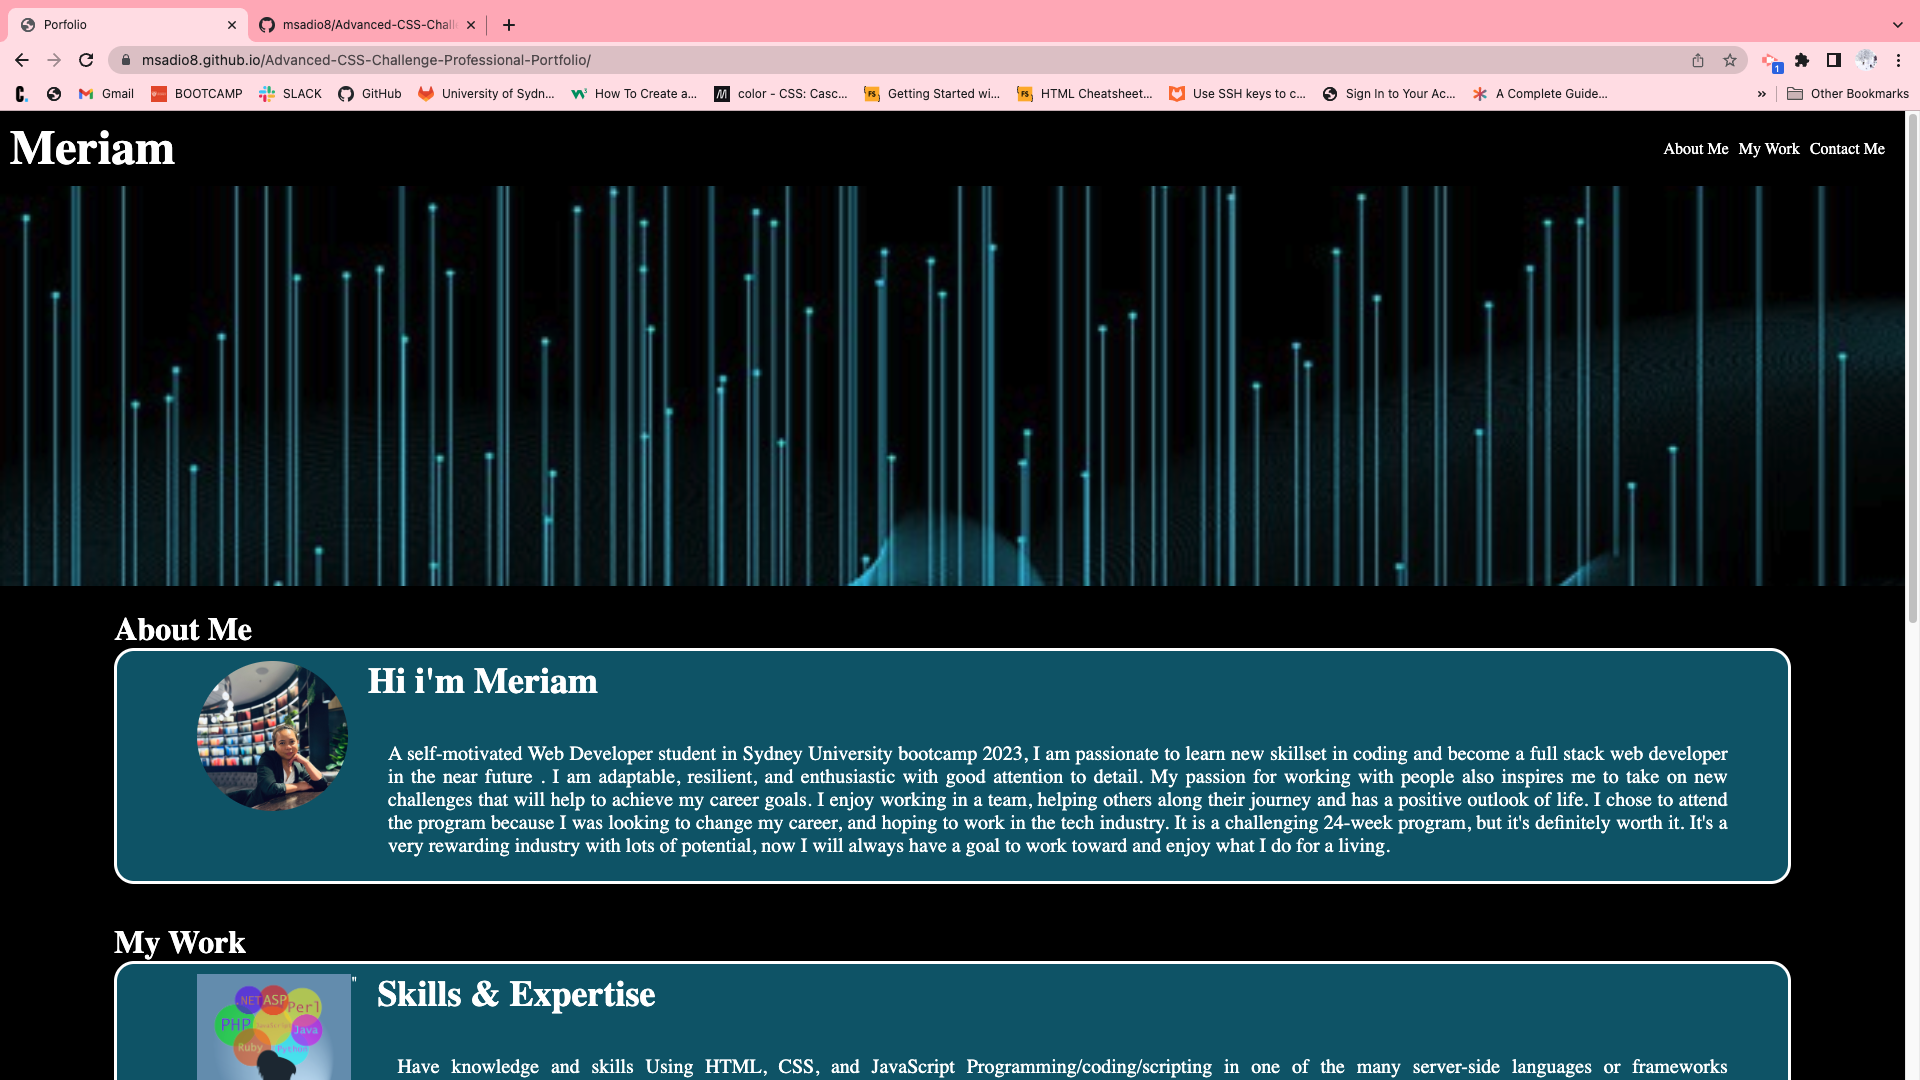 Porfolio
msadio8/Advanced-CSS-Chall
msadio8.github.io/Advanced-CSS-Challenge-Professional-Portfolio/
1
C. Gmail BOOTCAMP SLACK GitHub University of Sydn... How To Create a... color - CSS: Casc... Getting Started wi... HTML Cheatsheet... Use SSH keys to c... Sign In to Your Ac... A Complete Guide... » Other Bookmarks
Meriam
About Me My Work Contact Me
About Me
Hi i'm Meriam
A self-motivated Web Developer student in Sydney University bootcamp 2023, I am passionate to learn new skillset in coding and become a full stack web developer
in the near future . I am adaptable, resilient, and enthusiastic with good attention to detail. My passion for working with people also inspires me to take on new
challenges that will help to achieve my career goals. I enjoy working in a team, helping others along their journey and has a positive outlook of life. I chose to attend
the program because I was looking to change my career, and hoping to work in the tech industry. It is a challenging 24-week program, but it's definitely worth it. It's a
very rewarding industry with lots of potential, now I will always have a goal to work toward and enjoy what I do for a living.
My Work
.NET ASP Perl
PHP JavaScript Java
Ruby Python
"
Skills & Expertise
Have knowledge and skills Using HTML, CSS, and JavaScript Programming/coding/scripting in one of the many server-side languages or frameworks